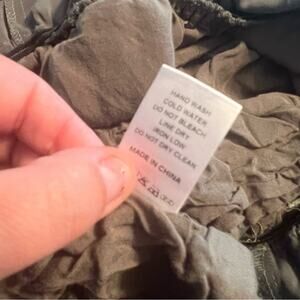 HAND WASH
COLD WATER
DO NOT BLEACH
LINE DRY
IRON LOW
DO NOT DRY CLEAN
MADE IN CHINA